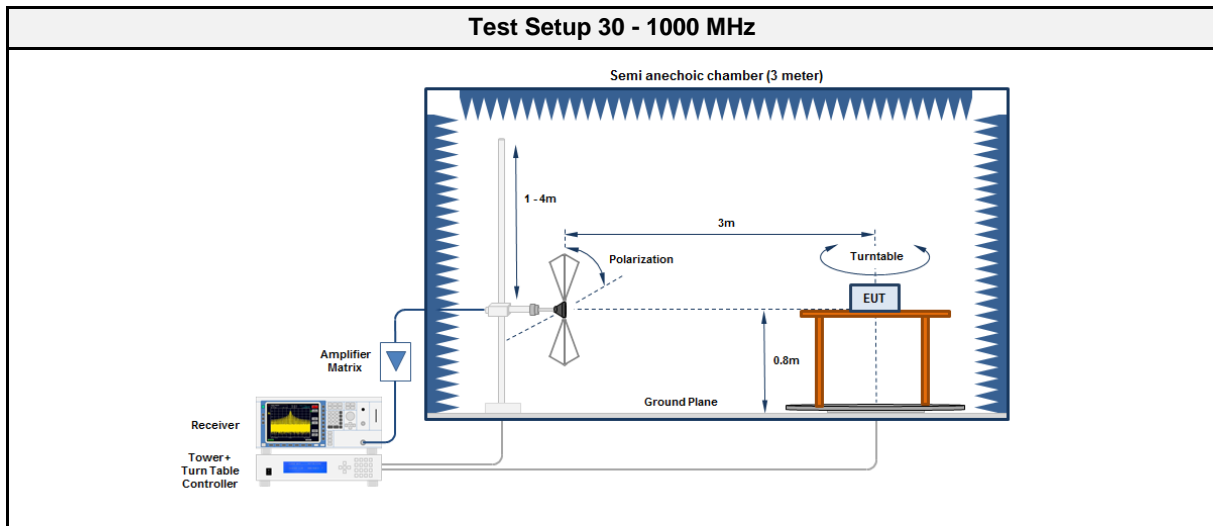 Test Setup 30 - 1000 MHz
Semi anechoic chamber (3 meter)
1 - 4m
3m
Polarization
Turntable
EUT
Amplifier
Matrix
0.8m
Ground Plane
Receiver
Tower+
Turn Table
Controller